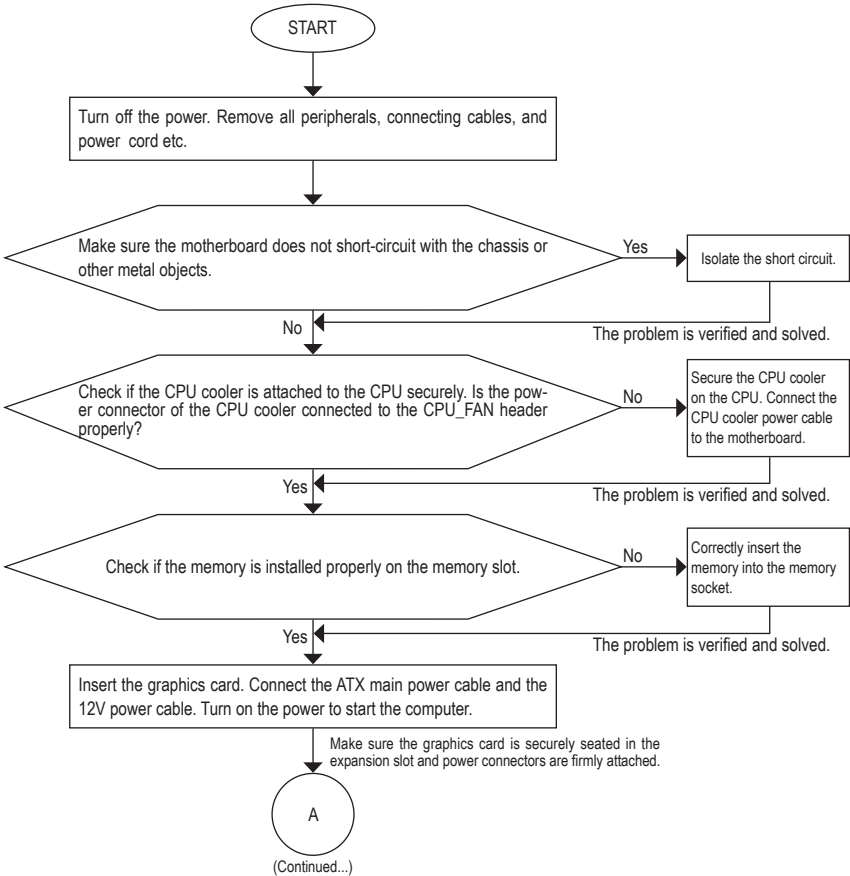 START
Turn off the power. Remove all peripherals, connecting cables, and
power cord etc.
Make sure the motherboard does not short-circuit with the chassis or
other metal objects.
Yes
Isolate the short circuit.
No
The problem is verified and solved.
Check if the CPU cooler is attached to the CPU securely. Is the pow-
er connector of the CPU cooler connected to the CPU_FAN header
properly?
No
Secure the CPU cooler
on the CPU. Connect the
CPU cooler power cable
to the motherboard.
Yes
The problem is verified and solved.
Check if the memory is installed properly on the memory slot.
No
Correctly insert the
memory into the memory
socket.
Yes
The problem is verified and solved.
Insert the graphics card. Connect the ATX main power cable and the
12V power cable. Turn on the power to start the computer.
Make sure the graphics card is securely seated in the
expansion slot and power connectors are firmly attached.
A
(Continued...)